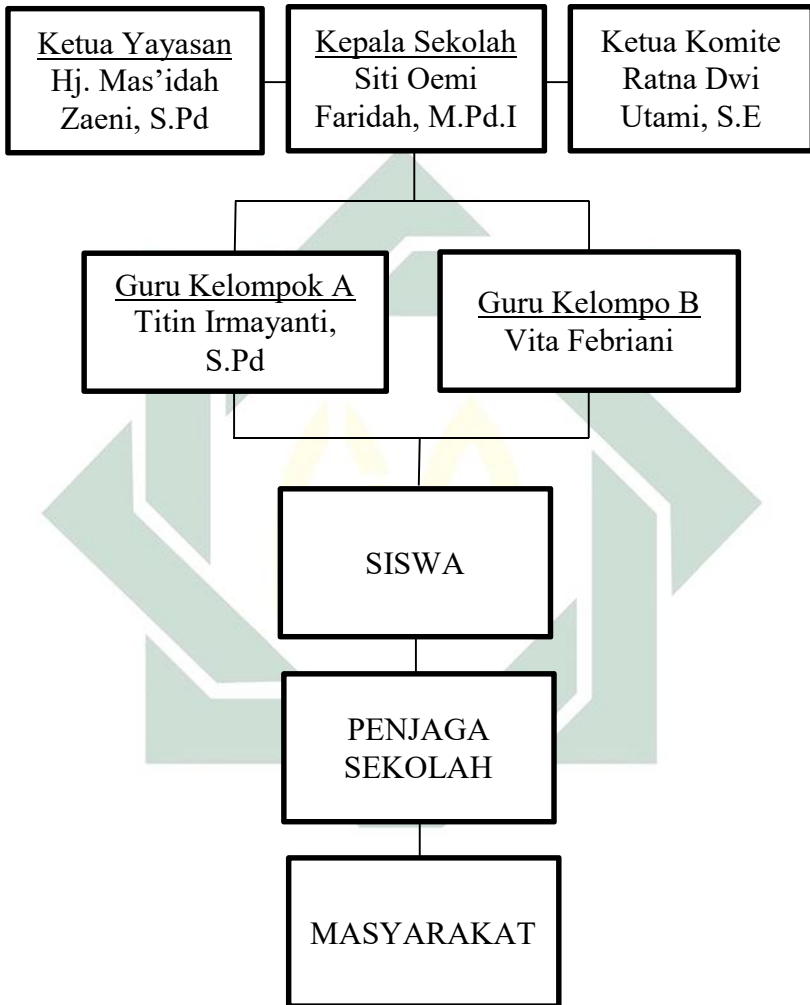 Ketua Yayasan
Hj. Mas’idah
Zaeni, S.Pd
Kepala Sekolah
Siti Oemi
Faridah, M.Pd.I
Ketua Komite
Ratna Dwi
Utami, S.E
Guru Kelompok A
Titin Irmayanti,
S.Pd
Guru Kelompo B
Vita Febriani
SISWA
PENJAGA
SEKOLAH
MASYARAKAT